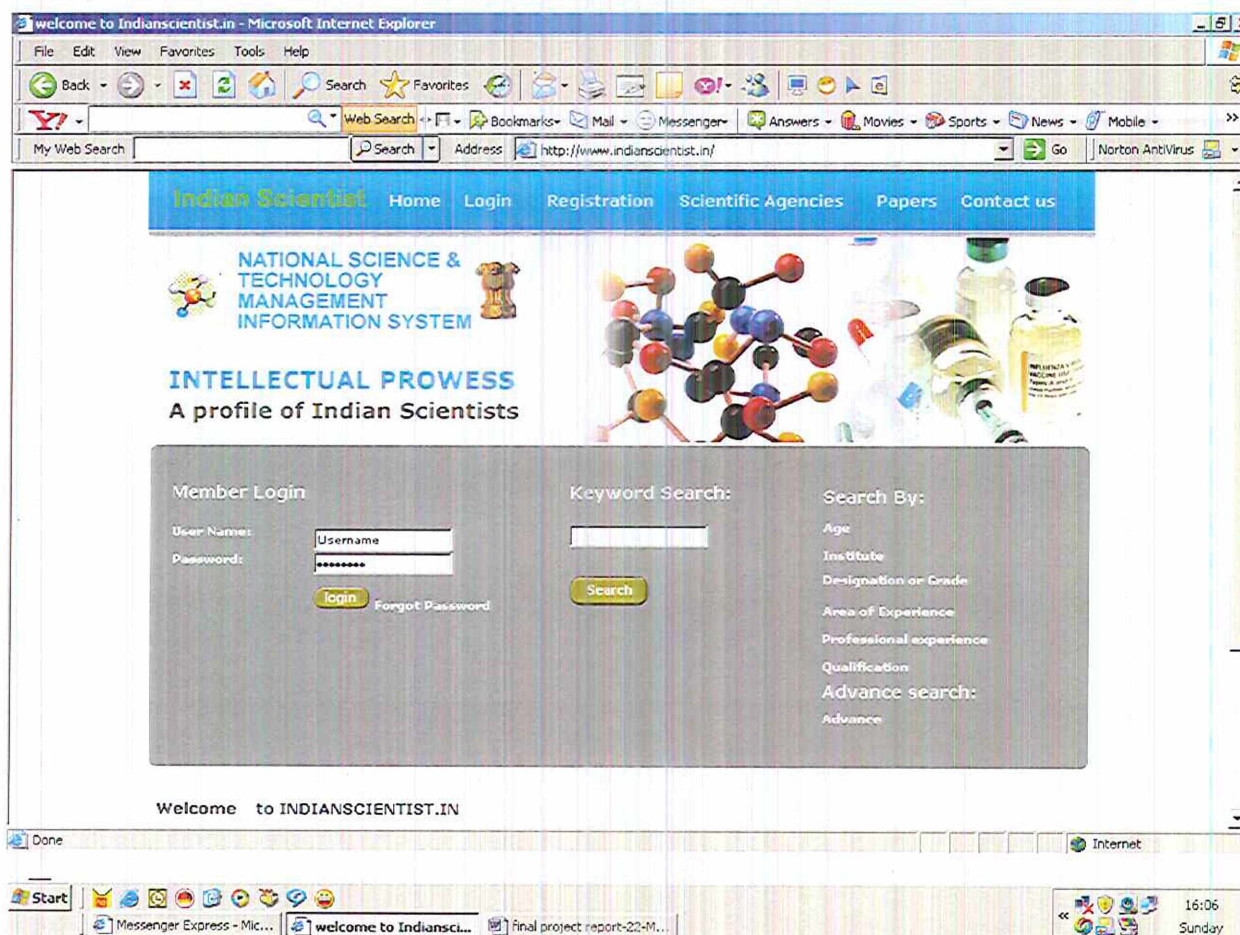 welcome to Indianscientist.in - Microsoft Internet Explorer
File Edit View Favorites Tools Help
Back Search Favorites
Y! Web Search Bookmarks Mail Messenger Answers Movies Sports News Mobile
My Web Search Search Address http://www.indianscientist.in/ Go Norton AntiVirus
Indian Scientist Home Login Registration Scientific Agencies Papers Contact us
NATIONAL SCIENCE &
TECHNOLOGY
MANAGEMENT
INFORMATION SYSTEM
INTELLECTUAL PROWESS
A profile of Indian Scientists
Member Login
User Name: Username
Password:
login Forgot Password
Keyword Search:
Search
Search By:
Age
Institute
Designation or Grade
Area of Experience
Professional experience
Qualification
Advance search:
Advance
Welcome to INDIANSCIENTIST.IN
Done Internet
Start 16:06
Messenger Express - Mic... welcome to Indiansci... final project report-22-M... Sunday